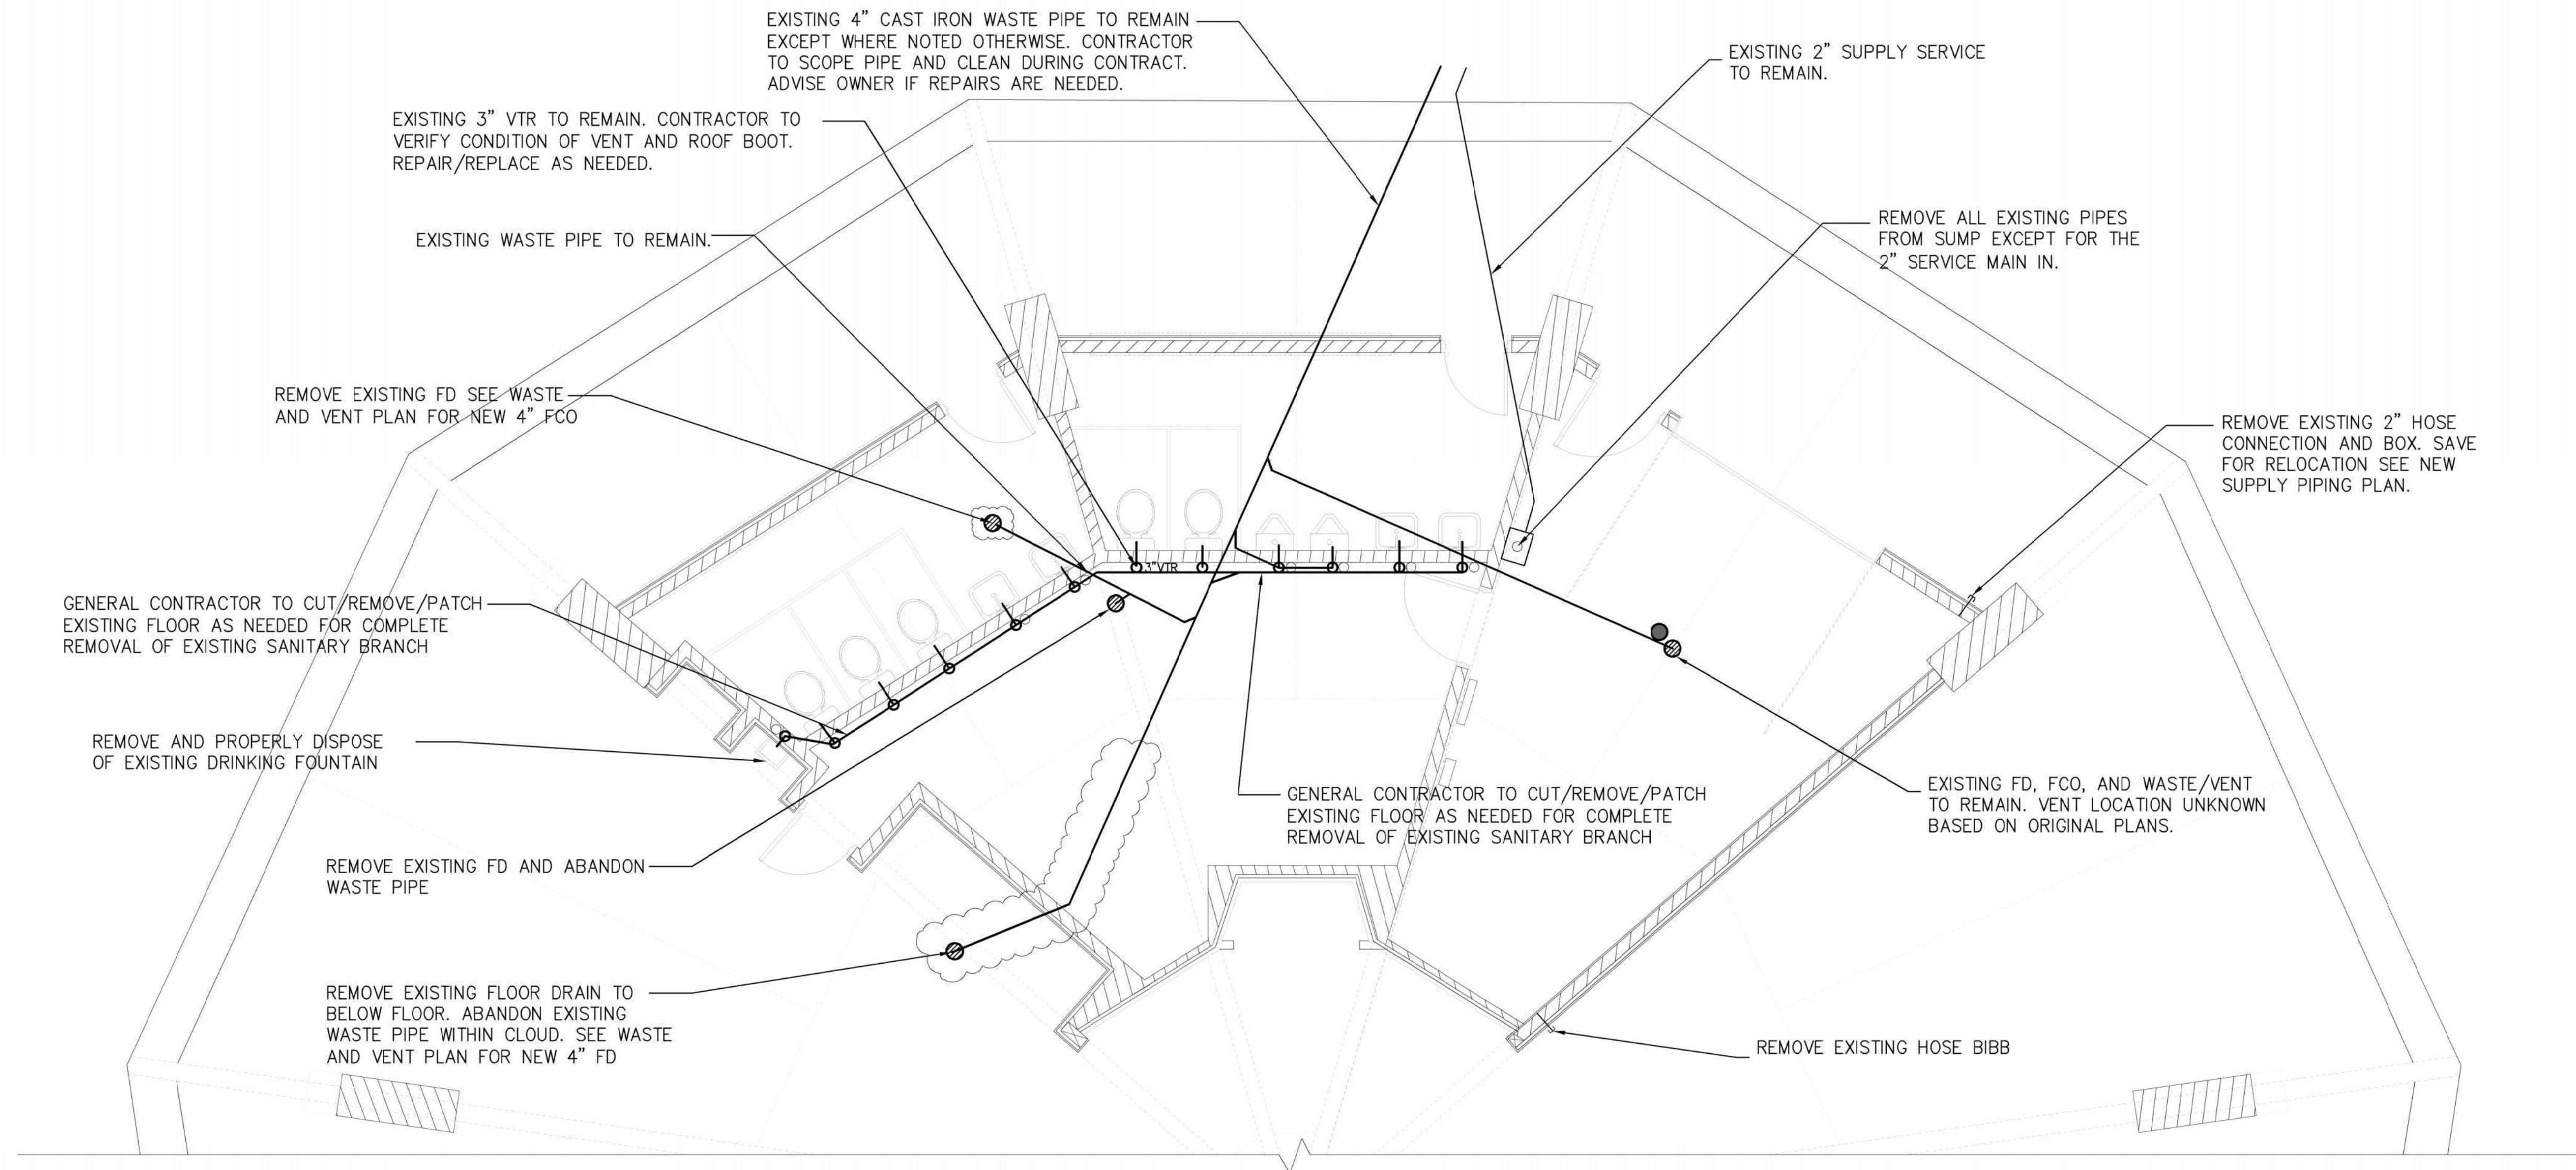 EXISTING 4” CAST IRON WASTE PIPE TO REMAIN
EXCEPT WHERE NOTED OTHERWISE. CONTRACTOR
TO SCOPE PIPE AND CLEAN DURING CONTRACT.
ADVISE OWNER IF REPAIRS ARE NEEDED.
EXISTING 2” SUPPLY SERVICE
TO REMAIN.
EXISTING 3” VTR TO REMAIN. CONTRACTOR TO
VERIFY CONDITION OF VENT AND ROOF BOOT.
REPAIR/REPLACE AS NEEDED.
REMOVE ALL EXISTING PIPES
FROM SUMP EXCEPT FOR THE
2” SERVICE MAIN IN.
EXISTING WASTE PIPE TO REMAIN.
REMOVE EXISTING FD SEE WASTE
AND VENT PLAN FOR NEW 4” FCO
REMOVE EXISTING 2” HOSE
CONNECTION AND BOX. SAVE
FOR RELOCATION SEE NEW
SUPPLY PIPING PLAN.
3”VTR
GENERAL CONTRACTOR TO CUT/REMOVE/PATCH
EXISTING FLOOR AS NEEDED FOR COMPLETE
REMOVAL OF EXISTING SANITARY BRANCH
REMOVE AND PROPERLY DISPOSE
OF EXISTING DRINKING FOUNTAIN
GENERAL CONTRACTOR TO CUT/REMOVE/PATCH
EXISTING FLOOR AS NEEDED FOR COMPLETE
REMOVAL OF EXISTING SANITARY BRANCH
EXISTING FD, FCO, AND WASTE/VENT
TO REMAIN. VENT LOCATION UNKNOWN
BASED ON ORIGINAL PLANS.
REMOVE EXISTING FD AND ABANDON
WASTE PIPE
REMOVE EXISTING FLOOR DRAIN TO
BELOW FLOOR. ABANDON EXISTING
WASTE PIPE WITHIN CLOUD. SEE WASTE
AND VENT PLAN FOR NEW 4” FD
REMOVE EXISTING HOSE BIBB